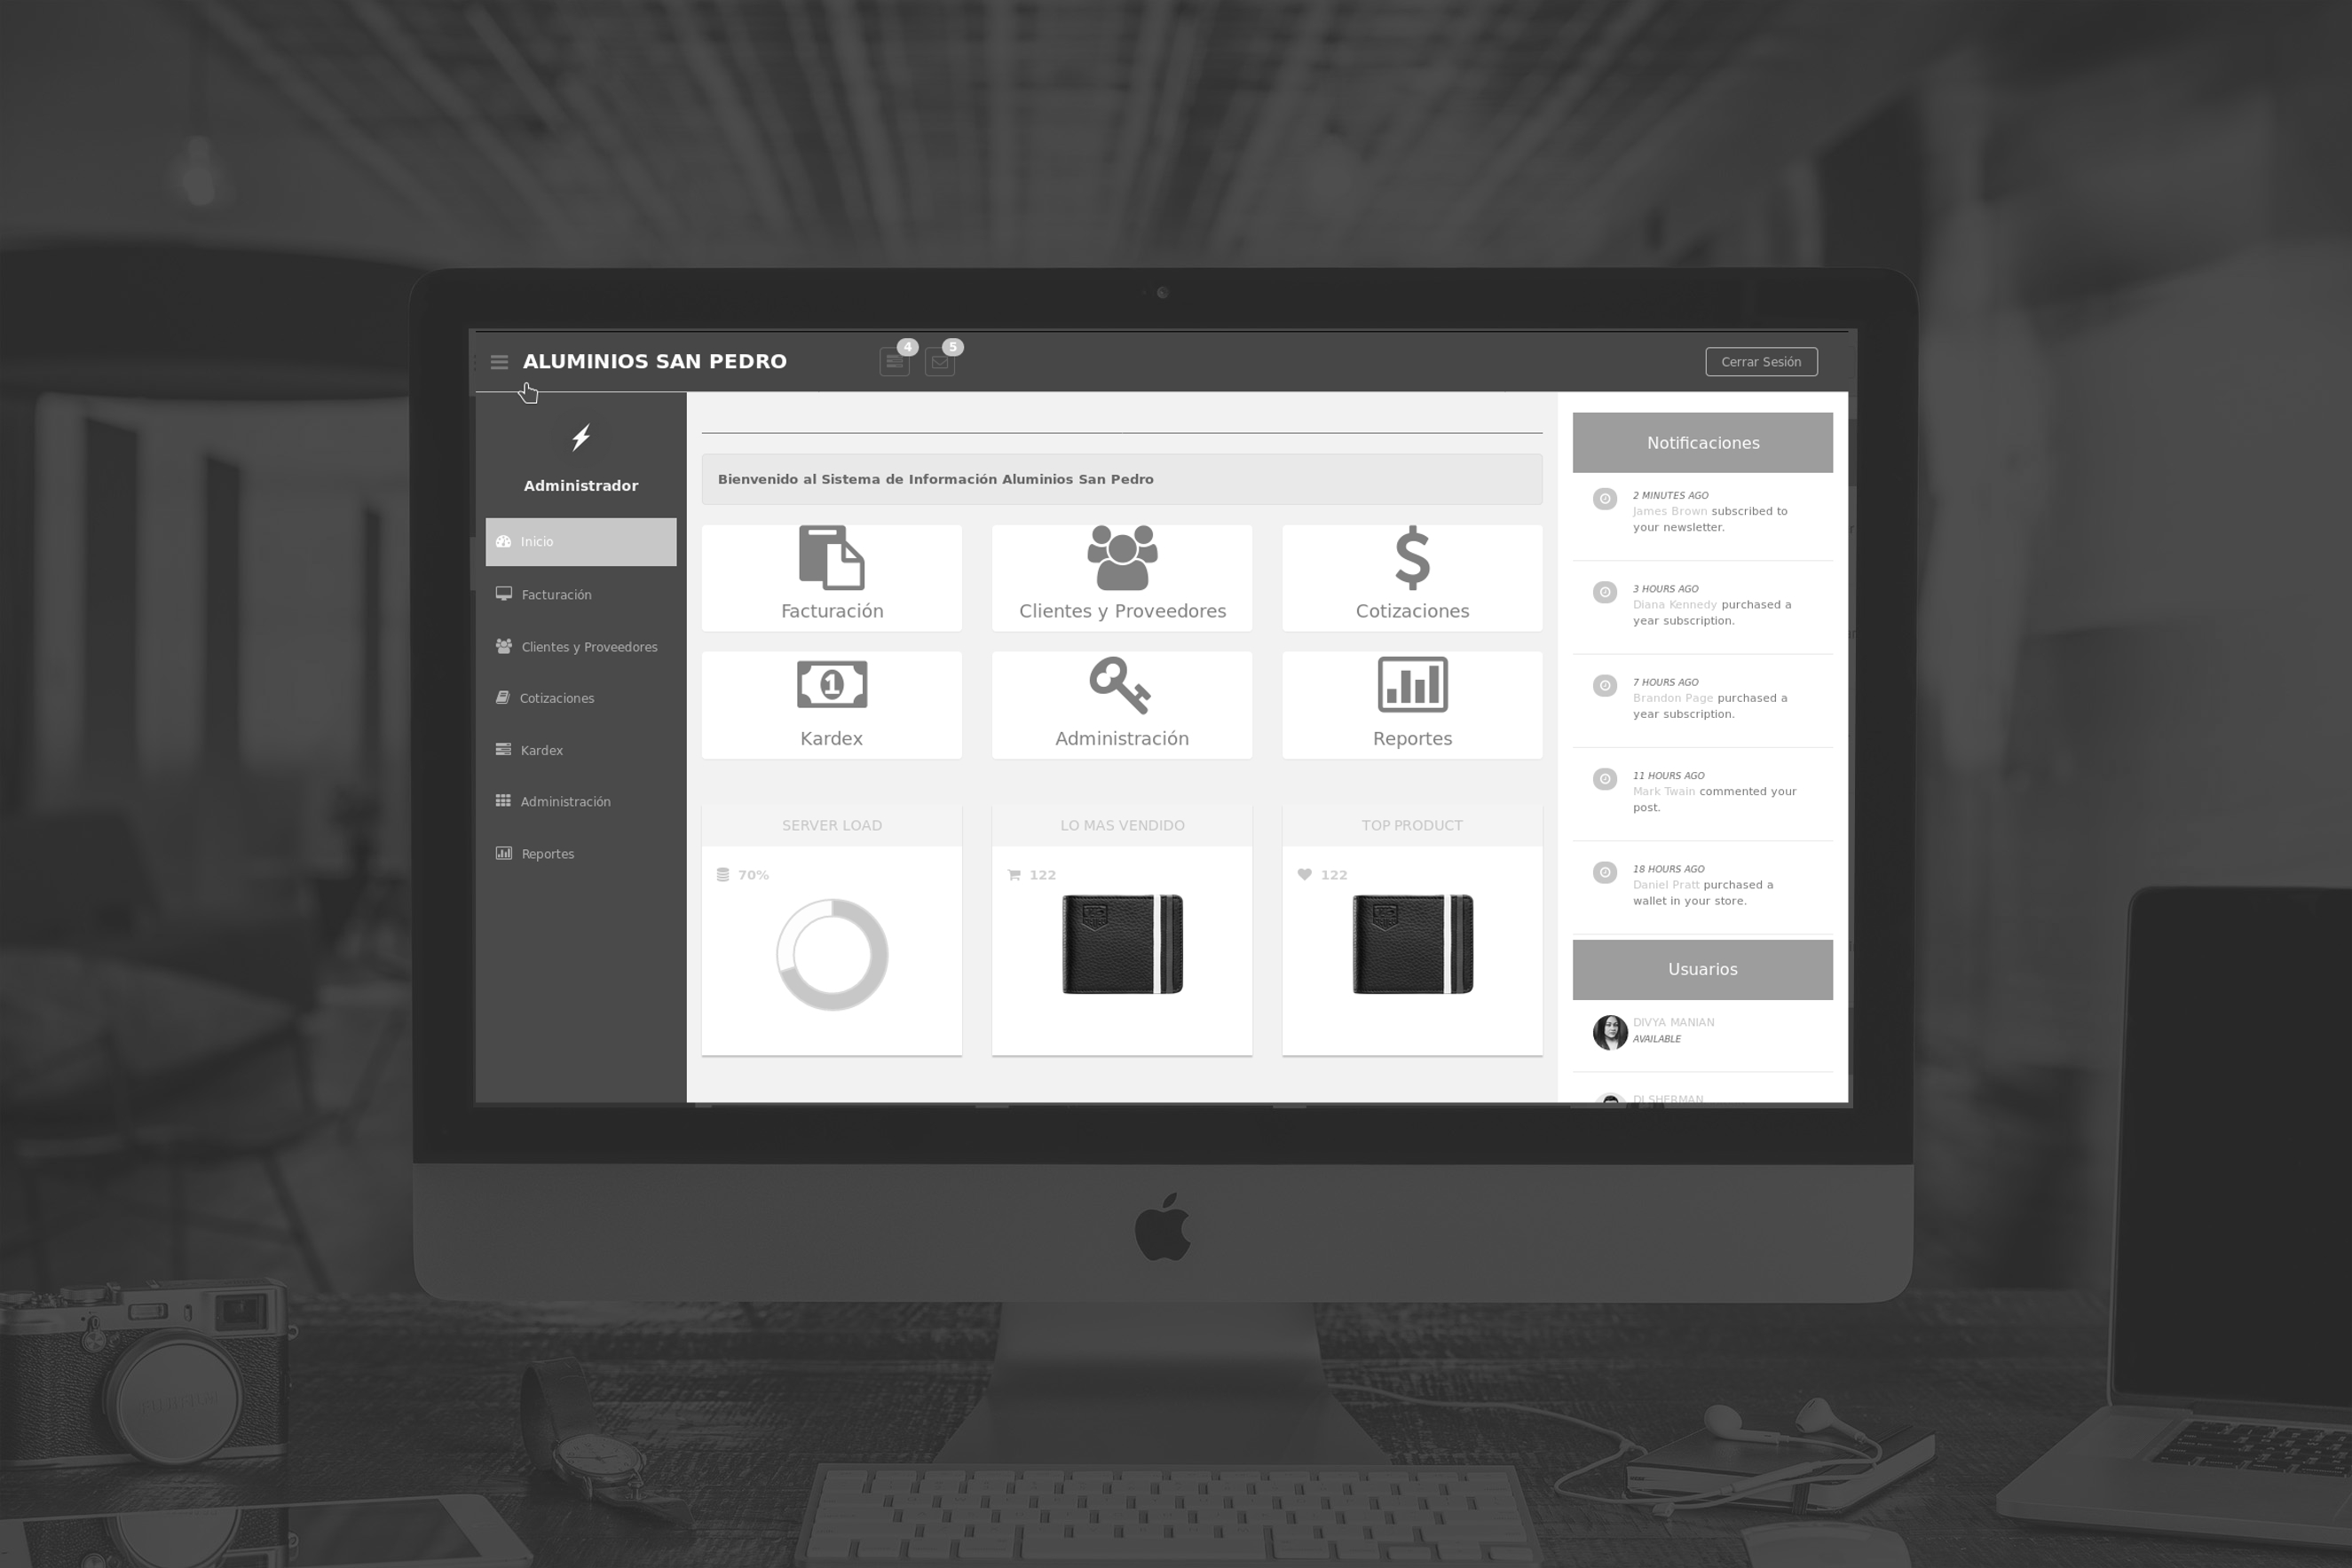 ALUMINIOS SAN PEDRO
4
5
Cerrar Sesión
Administrador
Inicio
Facturación
Clientes y Proveedores
Cotizaciones
Kardex
Administración
Reportes
Bienvenido al Sistema de Información Aluminios San Pedro
Facturación
Clientes y Proveedores
Cotizaciones
1
Kardex
Administración
Reportes
SERVER LOAD
70%
LO MAS VENDIDO
122
TOP PRODUCT
122
Notificaciones
2 MINUTES AGO
James Brown subscribed to
your newsletter.
3 HOURS AGO
Diana Kennedy purchased a
year subscription.
7 HOURS AGO
Brandon Page purchased a
year subscription.
11 HOURS AGO
Mark Twain commented your
post.
18 HOURS AGO
Daniel Pratt purchased a
wallet in your store.
Usuarios
DIVYA MANIAN
AVAILABLE
DJ SHERMAN
FUJIFILM